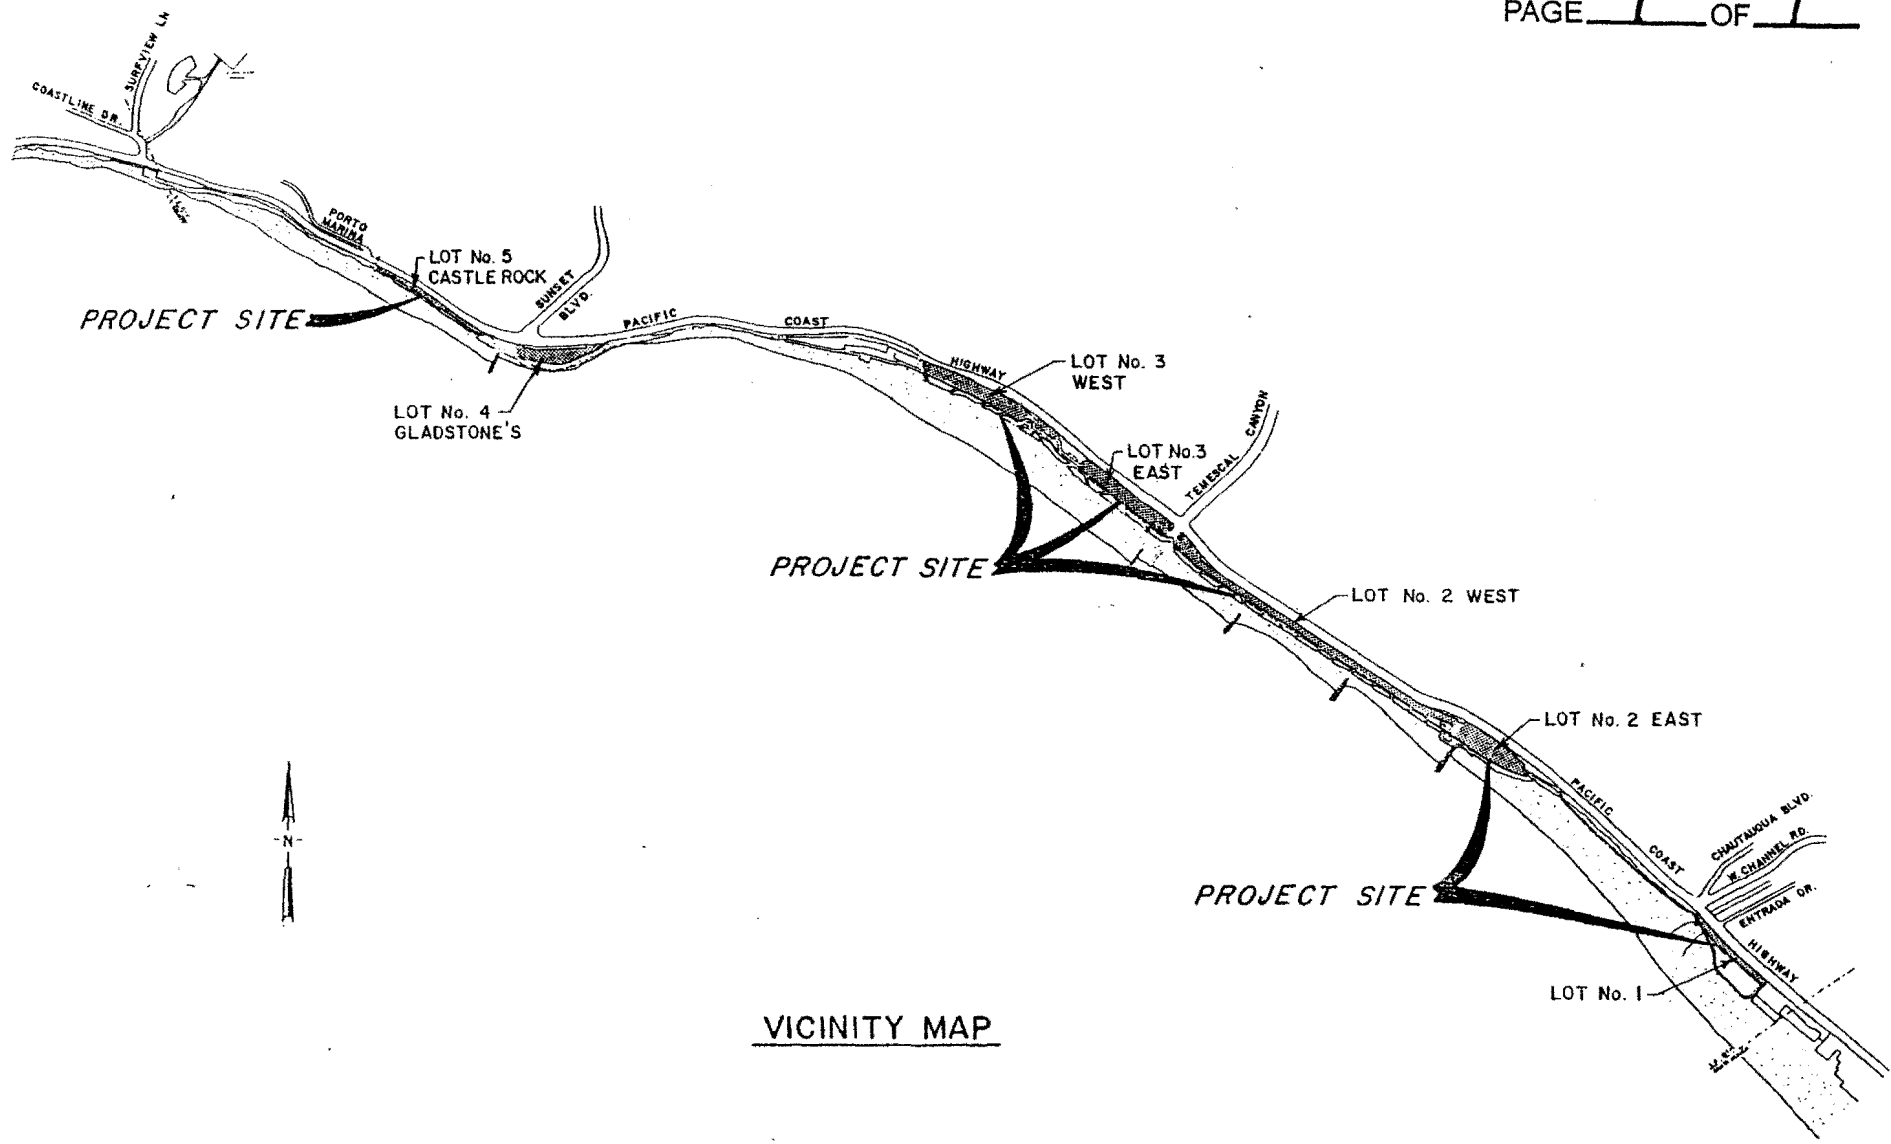 PAGE 1 OF 1
SURFVIEW LN
COASTLINE DR.
PORTO
MARINA
LOT No. 5
CASTLE ROCK
SUNSET
BLVD.
PROJECT SITE
PACIFIC
COAST
HIGHWAY
LOT No. 3
WEST
LOT No. 4
GLADSTONE'S
TEMESCAL CANYON
LOT No.3
EAST
PROJECT SITE
LOT No. 2 WEST
LOT No. 2 EAST
PACIFIC
COAST
HIGHWAY
CHAUTAUQUA BLVD.
W. CHANNEL RD.
ENTRADA DR.
N
PROJECT SITE
LOT No. 1
VICINITY MAP